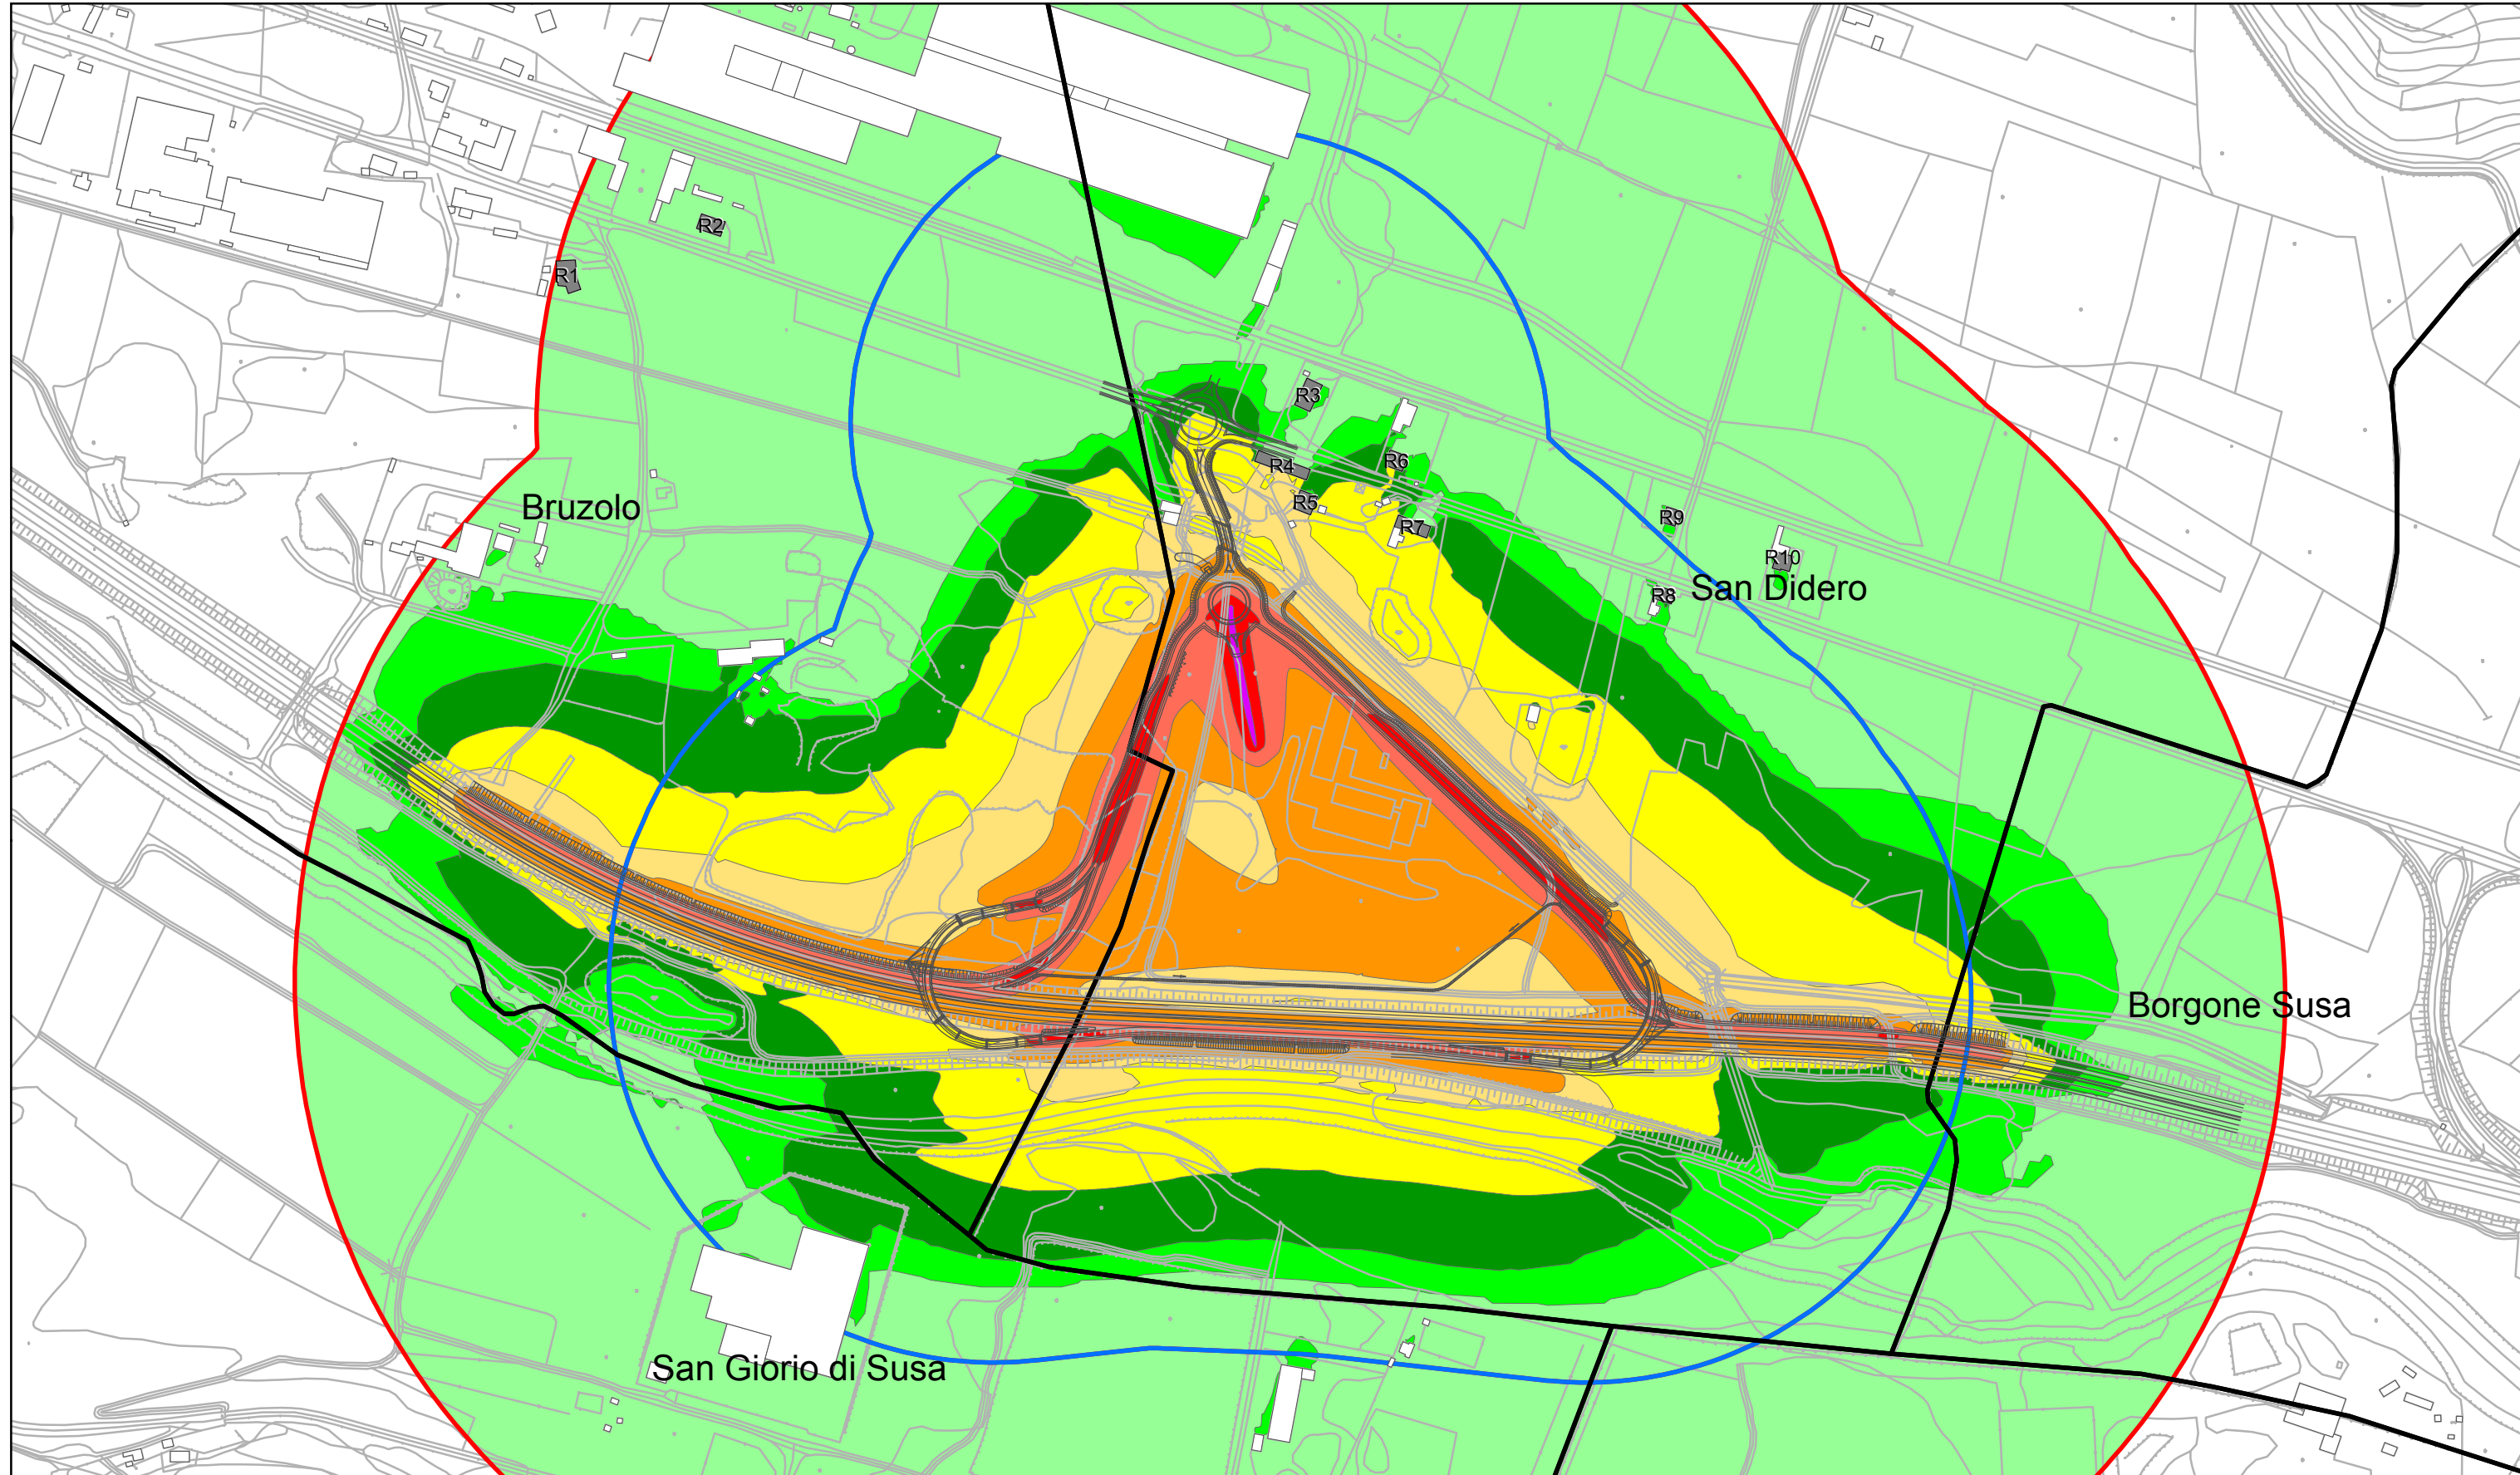 R2
R1
R3
R4
R6
R5
R7
Bruzolo
R9
R10
San Didero
R8
Borgone Susa
San Giorio di Susa